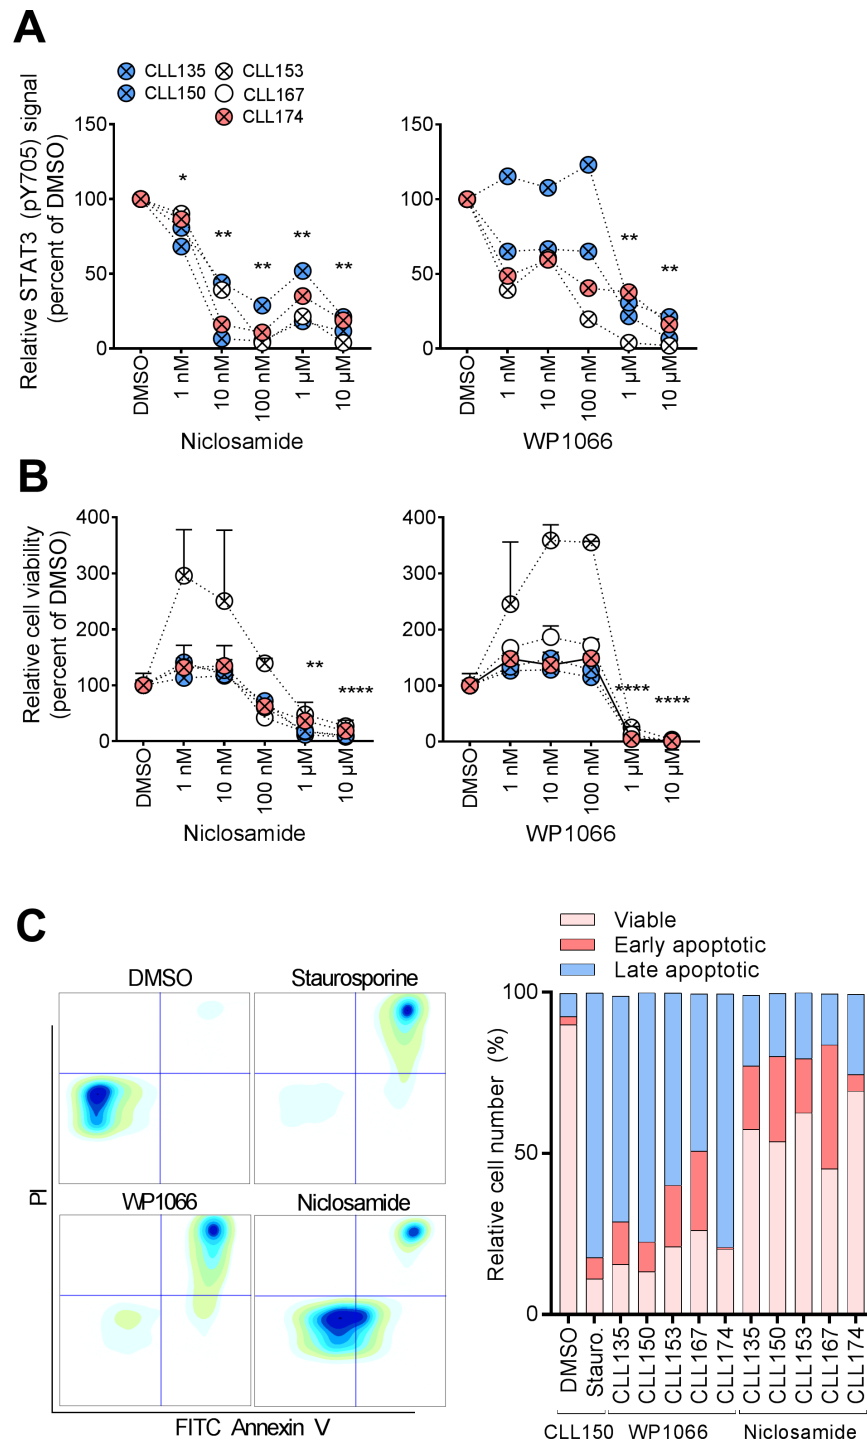 A
CLL135
CLL150
CLL153
CLL167
CLL174
Relative STAT3 (pY705) signal
(percent of DMSO)
150
100
50
0
*
**
**
**
**
DMSO
1 nM
10 nM
100 nM
1 µM
10 µM
Niclosamide
150
100
50
0
**
**
DMSO
1 nM
10 nM
100 nM
1 µM
10 µM
WP1066
B
Relative cell viability
(percent of DMSO)
400
300
200
100
0
**
****
DMSO
1 nM
10 nM
100 nM
1 µM
10 µM
Niclosamide
400
300
200
100
0
****
****
DMSO
1 nM
10 nM
100 nM
1 µM
10 µM
WP1066
C
DMSO
Staurosporine
WP1066
Niclosamide
PI
FITC Annexin V
Viable
Early apoptotic
Late apoptotic
Relative cell number (%)
100
50
0
DMSO
Stauro.
CLL135
CLL150
CLL153
CLL167
CLL174
CLL135
CLL150
CLL153
CLL167
CLL174
CLL150 WP1066 Niclosamide